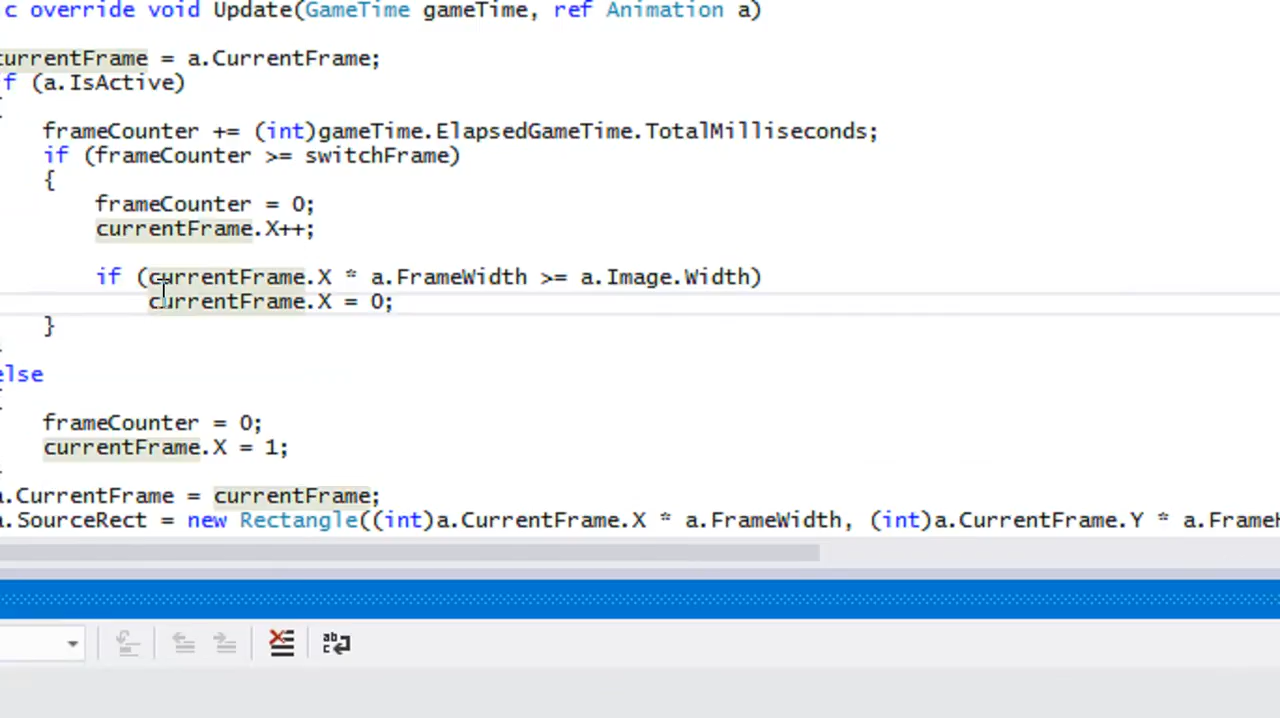 c override void Update(GameTime gameTime, ref Animation a)
currentFrame = a.CurrentFrame;
f (a.IsActive)
frameCounter += (int)gameTime.ElapsedGameTime.TotalMilliseconds;
if (frameCounter >= switchFrame)
{
frameCounter = 0;
currentFrame.X++;
if (currentFrame.X * a.FrameWidth >= a.Image.Width)
currentFrame.X = 0;
}
else
frameCounter = 0;
currentFrame.X = 1;
a.CurrentFrame = currentFrame;
a.SourceRect = new Rectangle((int)a.CurrentFrame.X * a.FrameWidth, (int)a.CurrentFrame.Y * a.FrameH